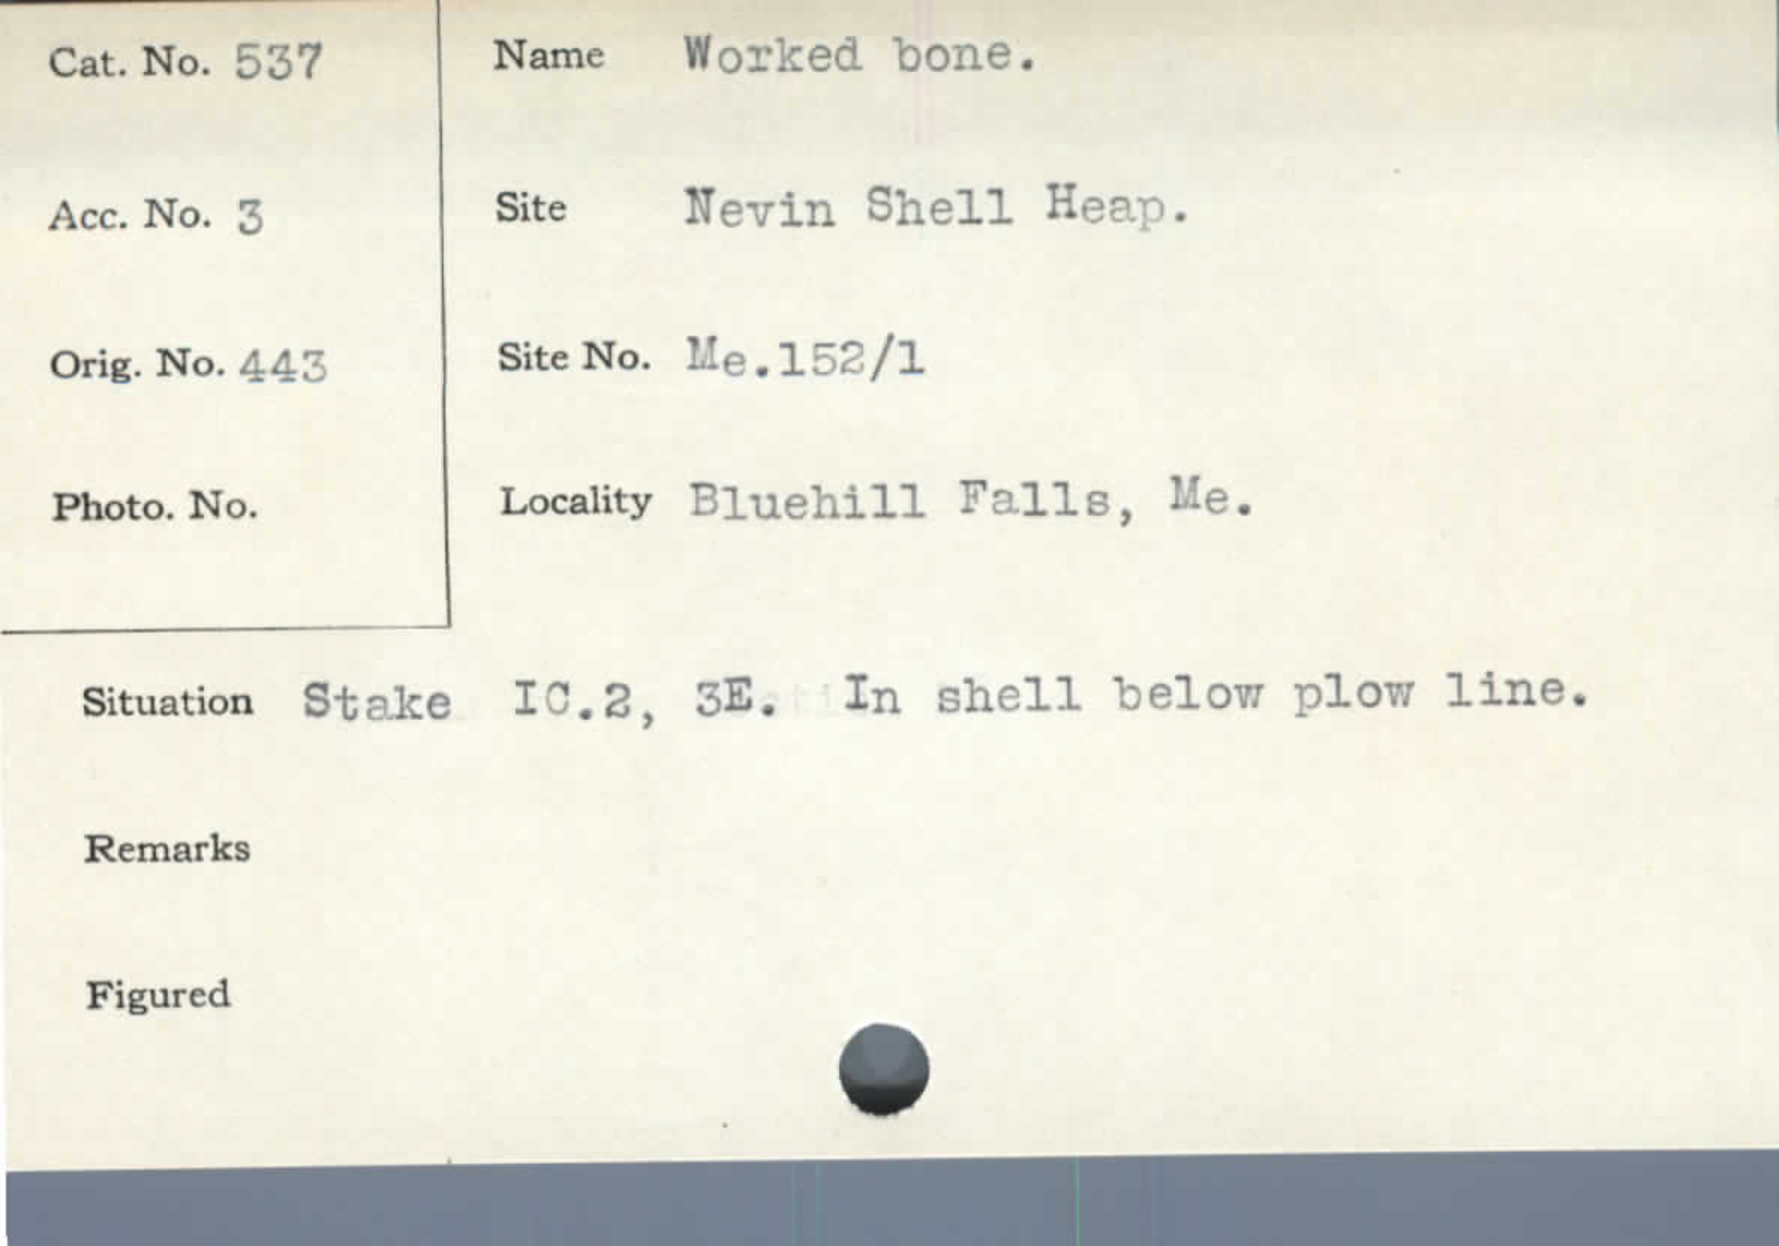 Cat. No. 537
Name Worked bone.
Acc. No. 3
Site Nevin Shell Heap.
Orig. No. 443
Site No. Me.152/1
Photo. No.
Locality Bluehill Falls, Me.
Situation Stake IC.2, 3E. In shell below plow line.
Remarks
Figured